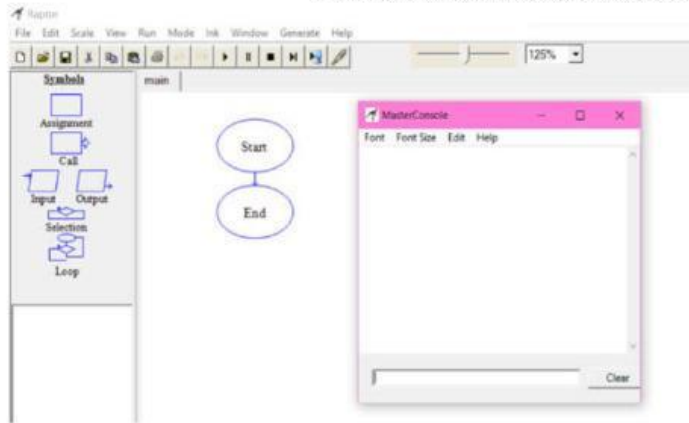 Raptor
File Edit Scale View Run Mode Ink Window Generate Help
125%
Symbols
Assignment
Call
Input Output
Selection
Loop
main
Start
End
MasterConsole
Font Font Size Edit Help
Clear